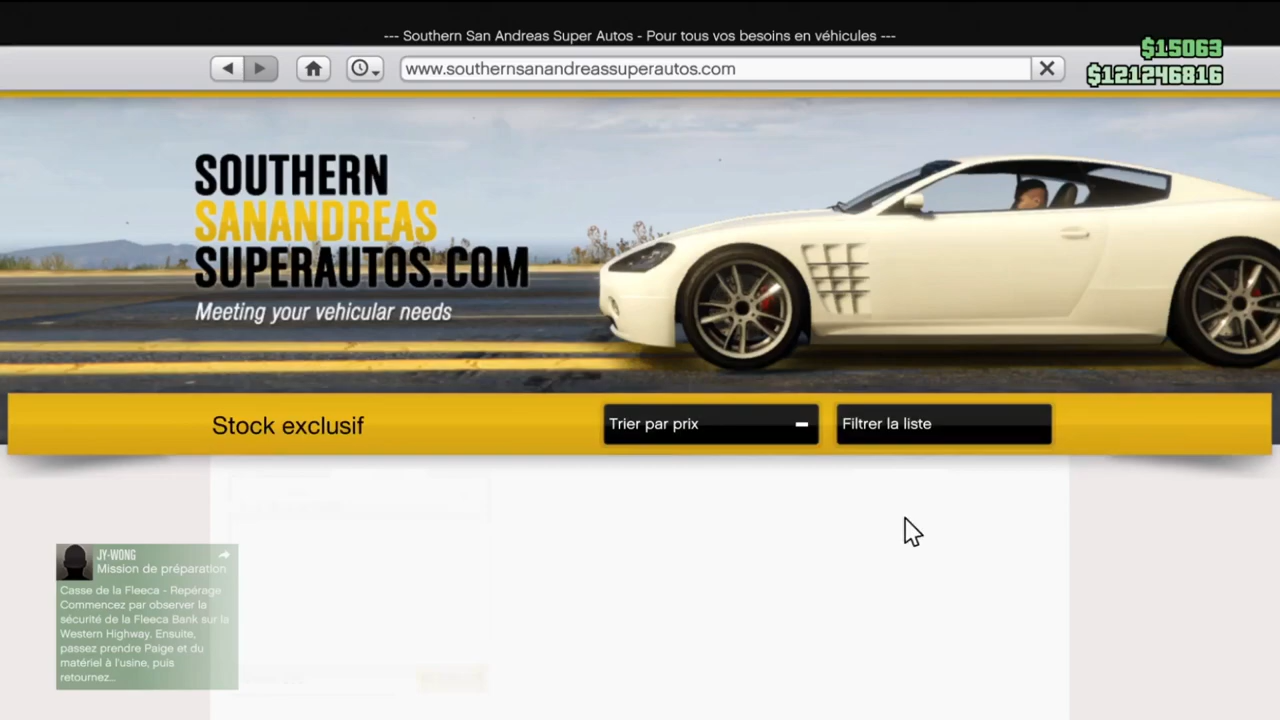 --- Southern San Andreas Super Autos - Pour tous vos besoins en véhicules ---
$15063
www.southernsanandreassuperautos.com
$121246816
SOUTHERN
SANANDREAS
SUPERAUTOS.COM
Meeting your vehicular needs
Stock exclusif
Trier par prix
Filtrer la liste
JY-WONG
Mission de préparation
Casse de la Fleeca - Repérage
Commencez par observer la
sécurité de la Fleeca Bank sur la
Western Highway. Ensuite,
passez prendre Paige et du
matériel à l'usine, puis
retournez...